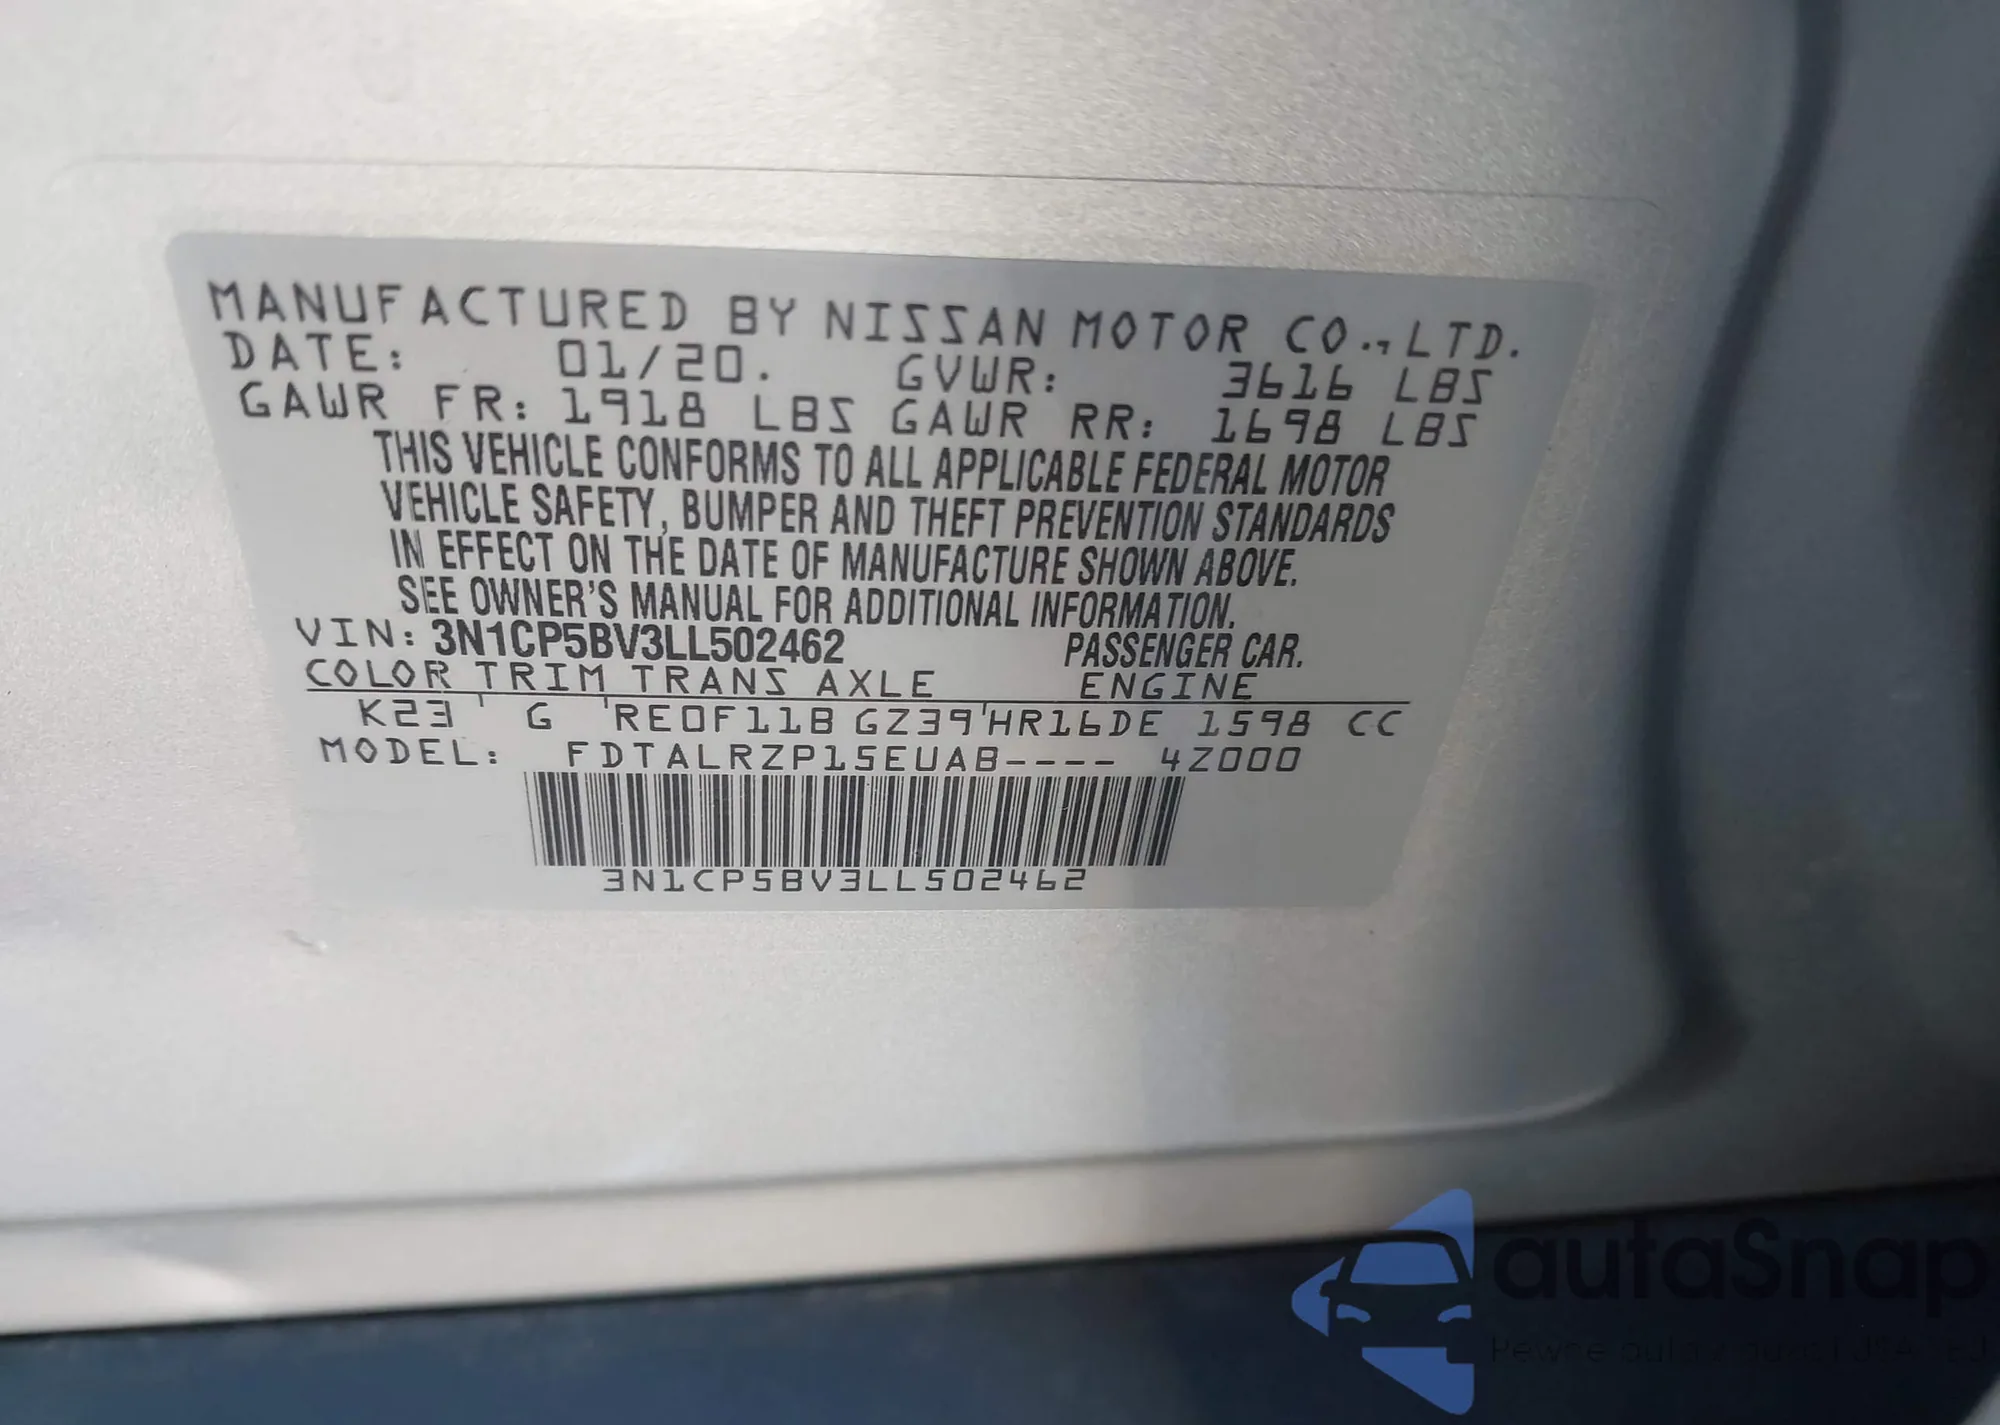 MANUFACTURED BY NISSAN MOTOR CO.,LTD.
DATE: 01/20. GVWR: 3616 LBS
GAWR FR: 1918 LBS GAWR RR: 1698 LBS
THIS VEHICLE CONFORMS TO ALL APPLICABLE FEDERAL MOTOR
VEHICLE SAFETY, BUMPER AND THEFT PREVENTION STANDARDS
IN EFFECT ON THE DATE OF MANUFACTURE SHOWN ABOVE.
SEE OWNER'S MANUAL FOR ADDITIONAL INFORMATION.
VIN: 3N1CP5BV3LL502462 PASSENGER CAR.
COLOR TRIM TRANS AXLE ENGINE
K23 ' G 'RE0F11B GZ39'HR16DE 1598 CC
MODEL: FDTALRZP15EUAB---- 4Z000
3N1CP5BV3LL502462
autaSnap
Pewne auta z